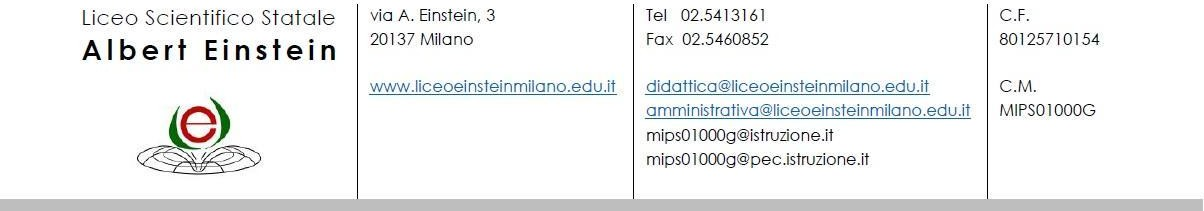 Liceo Scientifico Statale
Albert Einstein
e
via A. Einstein, 3
20137 Milano
www.liceoeinsteinmilano.edu.it
Tel 02.5413161
Fax 02.5460852
didattica@liceoeinsteinmilano.edu.it
amministrativa@liceoeinsteinmilano.edu.it
mips01000g@istruzione.it
mips01000g@pec.istruzione.it
C.F.
80125710154
C.M.
MIPS01000G